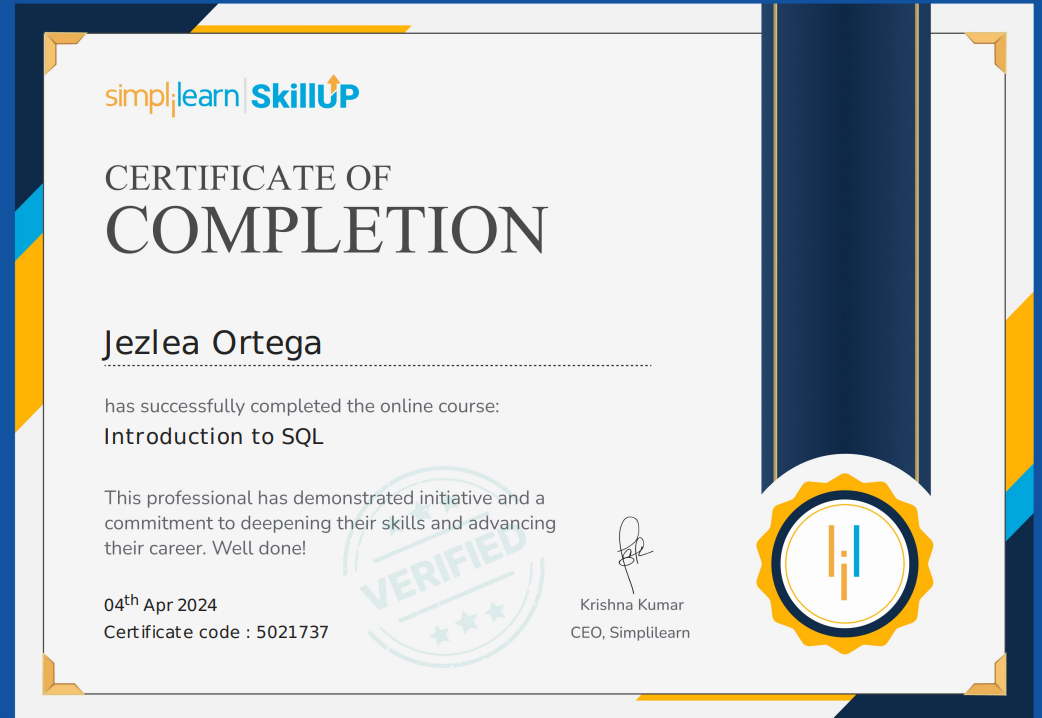 simplilearn | SkillUP
CERTIFICATE OF
COMPLETION
Jezlea Ortega
has successfully completed the online course:
Introduction to SQL
This professional has demonstrated initiative and a
commitment to deepening their skills and advancing
their career. Well done!
VERIFIED
04th Apr 2024
Certificate code : 5021737
Krishna Kumar
CEO, Simplilearn